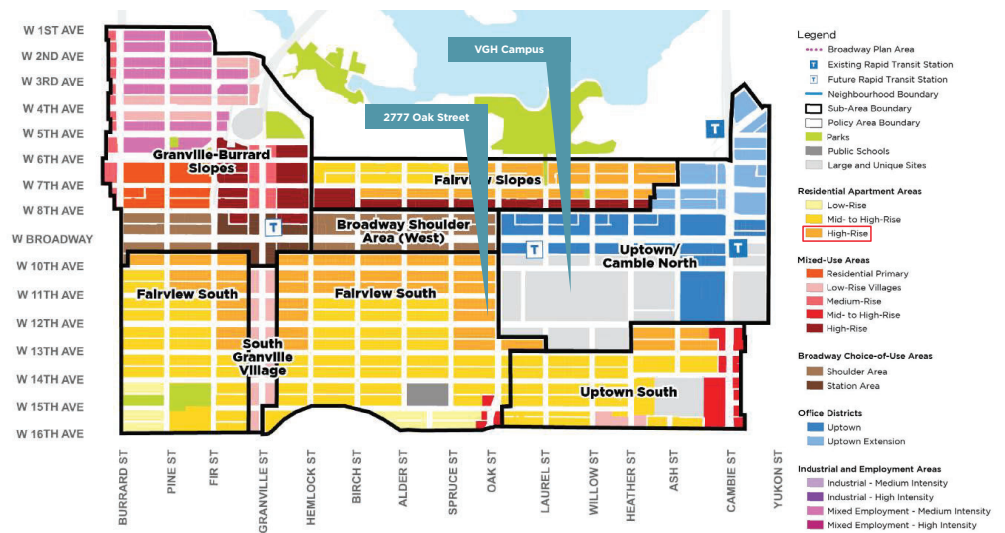 W 1ST AVE
W 2ND AVE
W 3RD AVE
W 4TH AVE
W 5TH AVE
W 6TH AVE
W 7TH AVE
W 8TH AVE
W BROADWAY
W 10TH AVE
W 11TH AVE
W 12TH AVE
W 13TH AVE
W 14TH AVE
W 15TH AVE
W 16TH AVE
VGH Campus
2777 Oak Street
T
Granville-Burrard
Slopes
Fairview Slopes
T
Broadway Shoulder
Area (West)
T
Uptown/
Camble North
T
Fairview South
Fairview South
South
Granville
Village
Uptown South
BURRARD ST
PINE ST
FIR ST
GRANVILLE ST
HEMLOCK ST
BIRCH ST
ALDER ST
SPRUCE ST
OAK ST
LAUREL ST
WILLOW ST
HEATHER ST
ASH ST
CAMBIE ST
YUKON ST
Legend
Broadway Plan Area
T Existing Rapid Transit Station
T Future Rapid Transit Station
Neighbourhood Boundary
Sub-Area Boundary
Policy Area Boundary
Parks
Public Schools
Large and Unique Sites
Residential Apartment Areas
Low-Rise
Mid- to High-Rise
High-Rise
Mixed-Use Areas
Residential Primary
Low-Rise Villages
Medium-Rise
Mid- to High-Rise
High-Rise
Broadway Choice-of-Use Areas
Shoulder Area
Station Area
Office Districts
Uptown
Uptown Extension
Industrial and Employment Areas
Industrial - Medium Intensity
Industrial - High Intensity
Mixed Employment - Medium Intensity
Mixed Employment - High Intensity